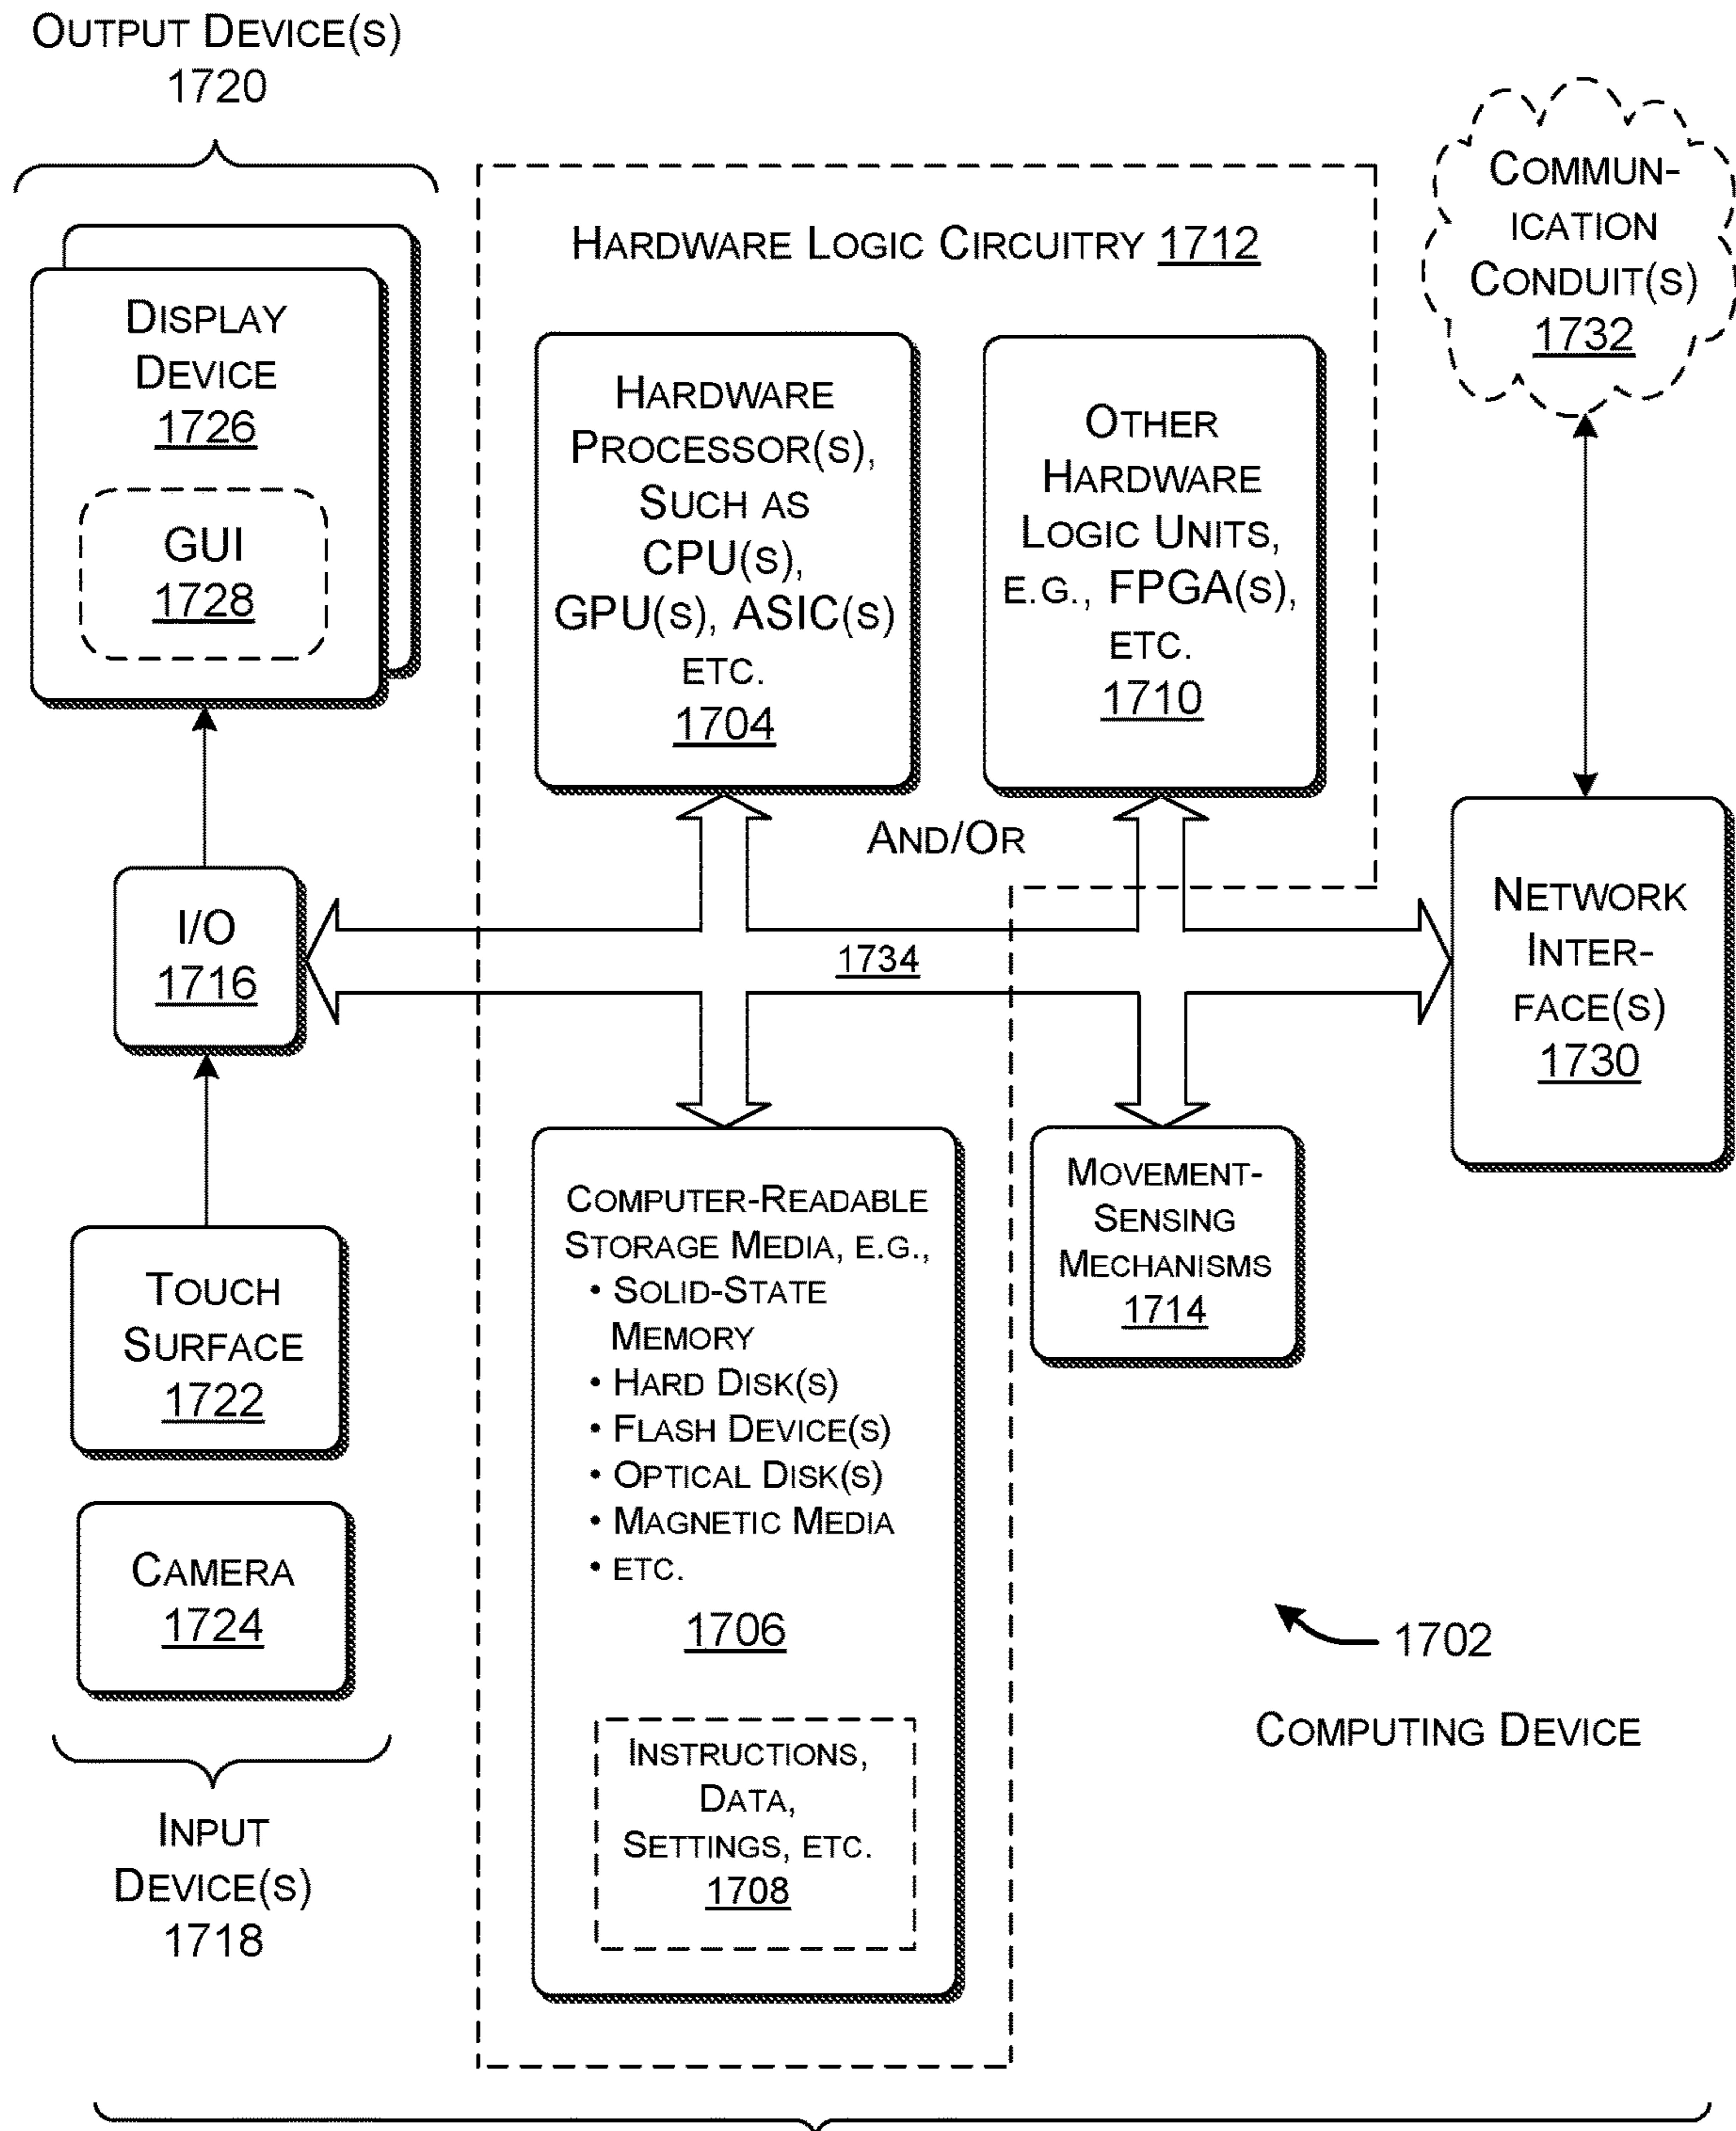 OUTPUT DEVICE(S)
1720
DISPLAY
DEVICE
1726
GUI
1728
I/O
1716
TOUCH
SURFACE
1722
CAMERA
1724
INPUT
DEVICE(S)
1718
HARDWARE LOGIC CIRCUITRY 1712
HARDWARE
PROCESSOR(S),
SUCH AS
CPU(S),
GPU(S), ASIC(S)
ETC.
1704
OTHER
HARDWARE
LOGIC UNITS,
E.G., FPGA(S),
ETC.
1710
AND/OR
1734
COMPUTER-READABLE
STORAGE MEDIA, E.G.,
• SOLID-STATE
MEMORY
• HARD DISK(S)
• FLASH DEVICE(S)
• OPTICAL DISK(S)
• MAGNETIC MEDIA
• ETC.
1706
INSTRUCTIONS,
DATA,
SETTINGS, ETC.
1708
MOVEMENT-
SENSING
MECHANISMS
1714
COMMUN-
ICATION
CONDUIT(S)
1732
NETWORK
INTER-
FACE(S)
1730
1702
COMPUTING DEVICE